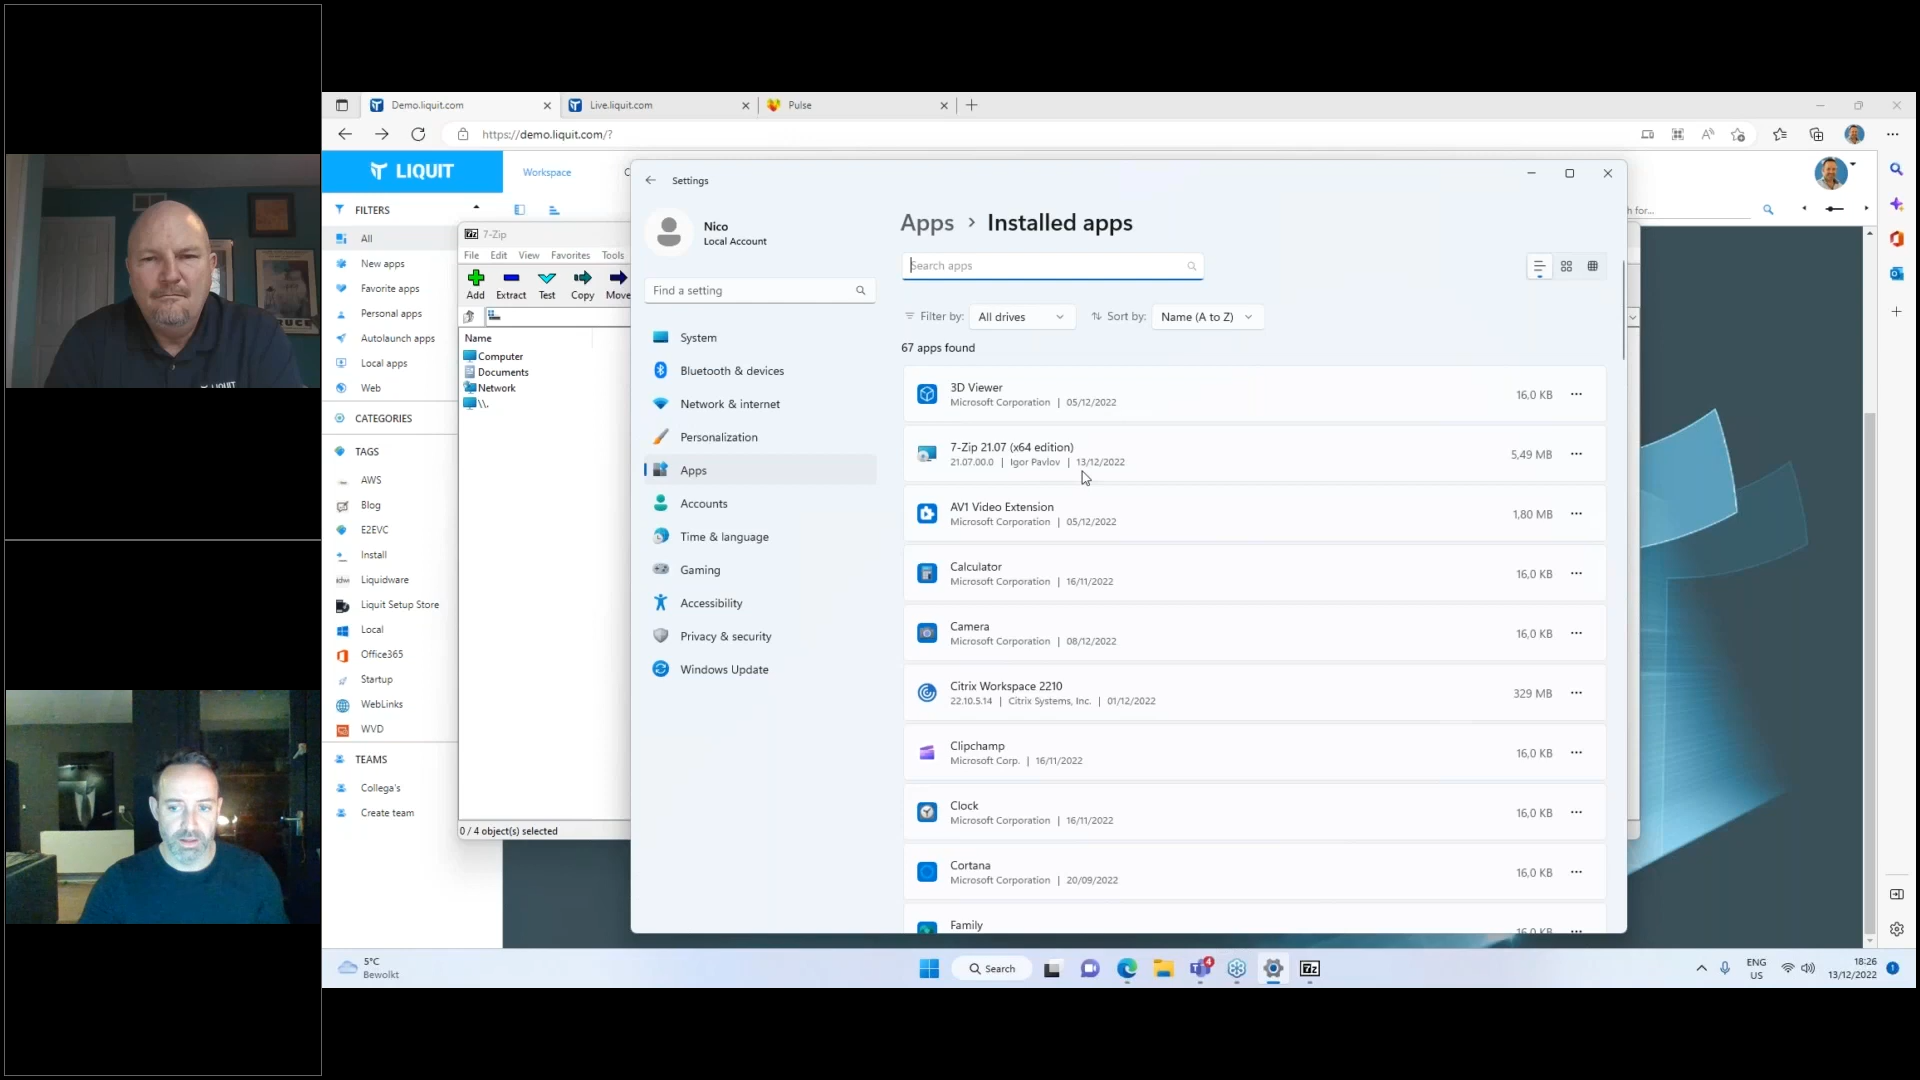 Demo.liquit.com
Live.liquit.com
Pulse
https://demo.liquit.com/?
LIQUIT
Workspace
FILTERS
All
New apps
Favorite apps
Personal apps
Autolaunch apps
Local apps
Web
CATEGORIES
TAGS
AWS
Blog
E2EVC
Install
Liquidware
Liquit Setup Store
Local
Office365
Startup
WebLinks
WVD
TEAMS
Collega's
Create team
7-Zip
File Edit View Favorites Tools
Add Extract Test Copy Move
Name
Computer
Documents
Network
\\.
0 / 4 object(s) selected
Settings
Nico
Local Account
Find a setting
System
Bluetooth & devices
Network & internet
Personalization
Apps
Accounts
Time & language
Gaming
Accessibility
Privacy & security
Windows Update
Apps > Installed apps
Search apps
Filter by: All drives
Sort by: Name (A to Z)
67 apps found
3D Viewer
Microsoft Corporation | 05/12/2022
16,0 KB
7-Zip 21.07 (x64 edition)
21.07.00.0 | Igor Pavlov | 13/12/2022
5,49 MB
AV1 Video Extension
Microsoft Corporation | 05/12/2022
1,80 MB
Calculator
Microsoft Corporation | 16/11/2022
16,0 KB
Camera
Microsoft Corporation | 08/12/2022
16,0 KB
Citrix Workspace 2210
22.10.5.14 | Citrix Systems, Inc. | 01/12/2022
329 MB
Clipchamp
Microsoft Corp. | 16/11/2022
16,0 KB
Clock
Microsoft Corporation | 16/11/2022
16,0 KB
Cortana
Microsoft Corporation | 20/09/2022
16,0 KB
Family
16,0 KB
h for...
5°C
Bewolkt
Search
4
7z
ENG
US
18:26
13/12/2022
1